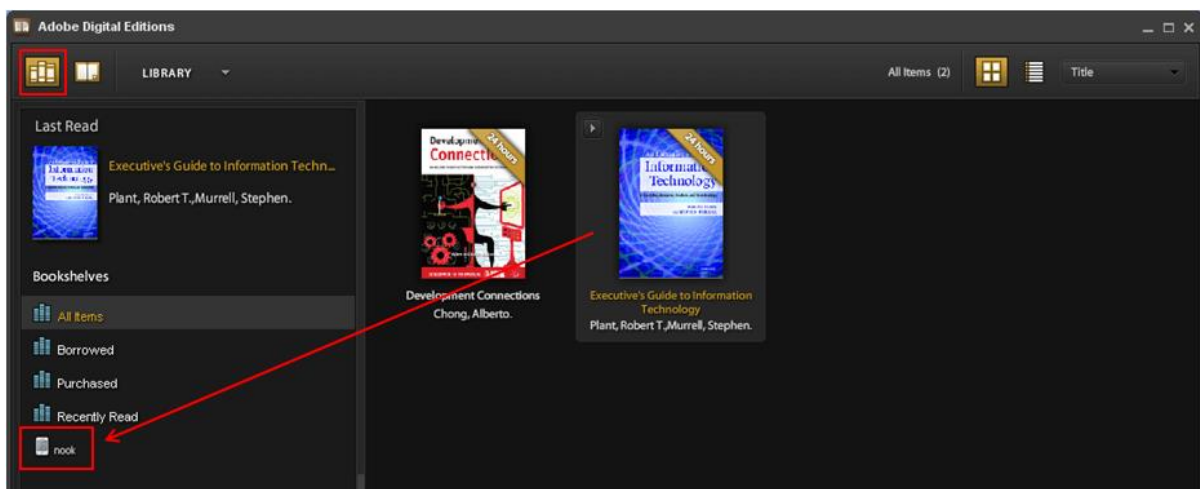 Adobe Digital Editions
LIBRARY
All Items (2)
Title
Last Read
Executive's Guide to Information Techn...
Plant, Robert T.,Murrell, Stephen.
Bookshelves
All Items
Borrowed
Purchased
Recently Read
nook
24 hours
Connecti
Development Connections
Chong, Alberto.
24 hours
Information
Technology
Executive's Guide to Information
Technology
Plant, Robert T.,Murrell, Stephen.